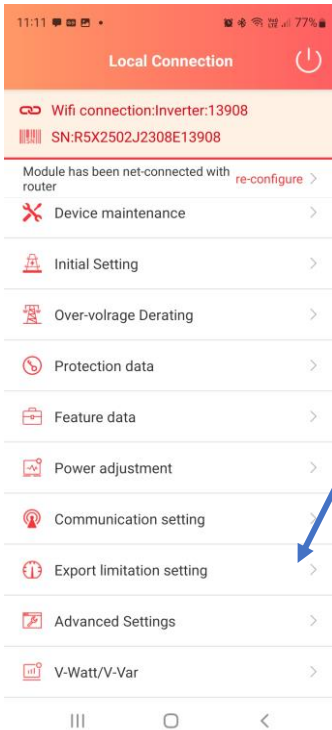 11:11 77%
Local Connection
Wifi connection:Inverter:13908
SN:R5X2502J2308E13908
Module has been net-connected with
router
re-configure
Device maintenance
Initial Setting
Over-volrage Derating
Protection data
Feature data
Power adjustment
Communication setting
Export limitation setting
Advanced Settings
V-Watt/V-Var